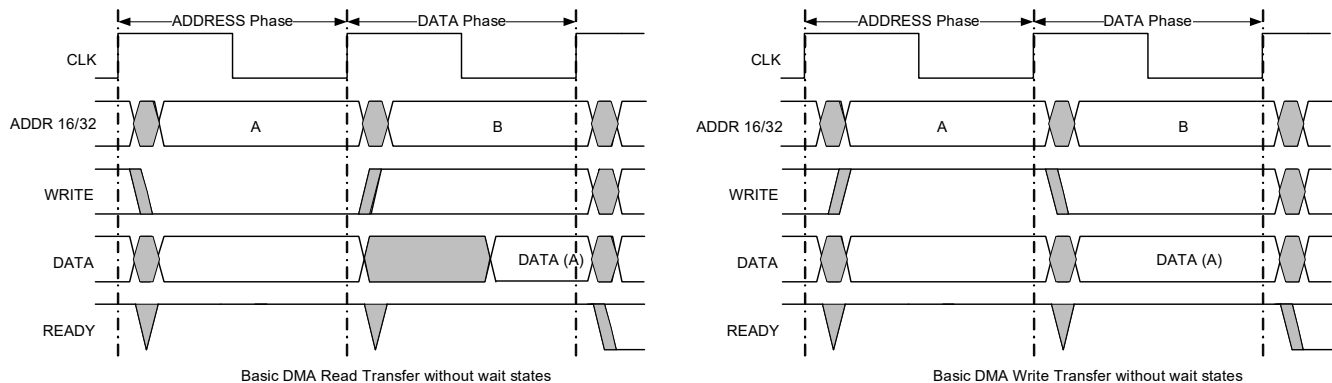 ADDRESS Phase DATA Phase
CLK
ADDR 16/32 A B
WRITE
DATA DATA (A)
READY
Basic DMA Read Transfer without wait states
ADDRESS Phase DATA Phase
CLK
ADDR 16/32 A B
WRITE
DATA DATA (A)
READY
Basic DMA Write Transfer without wait states